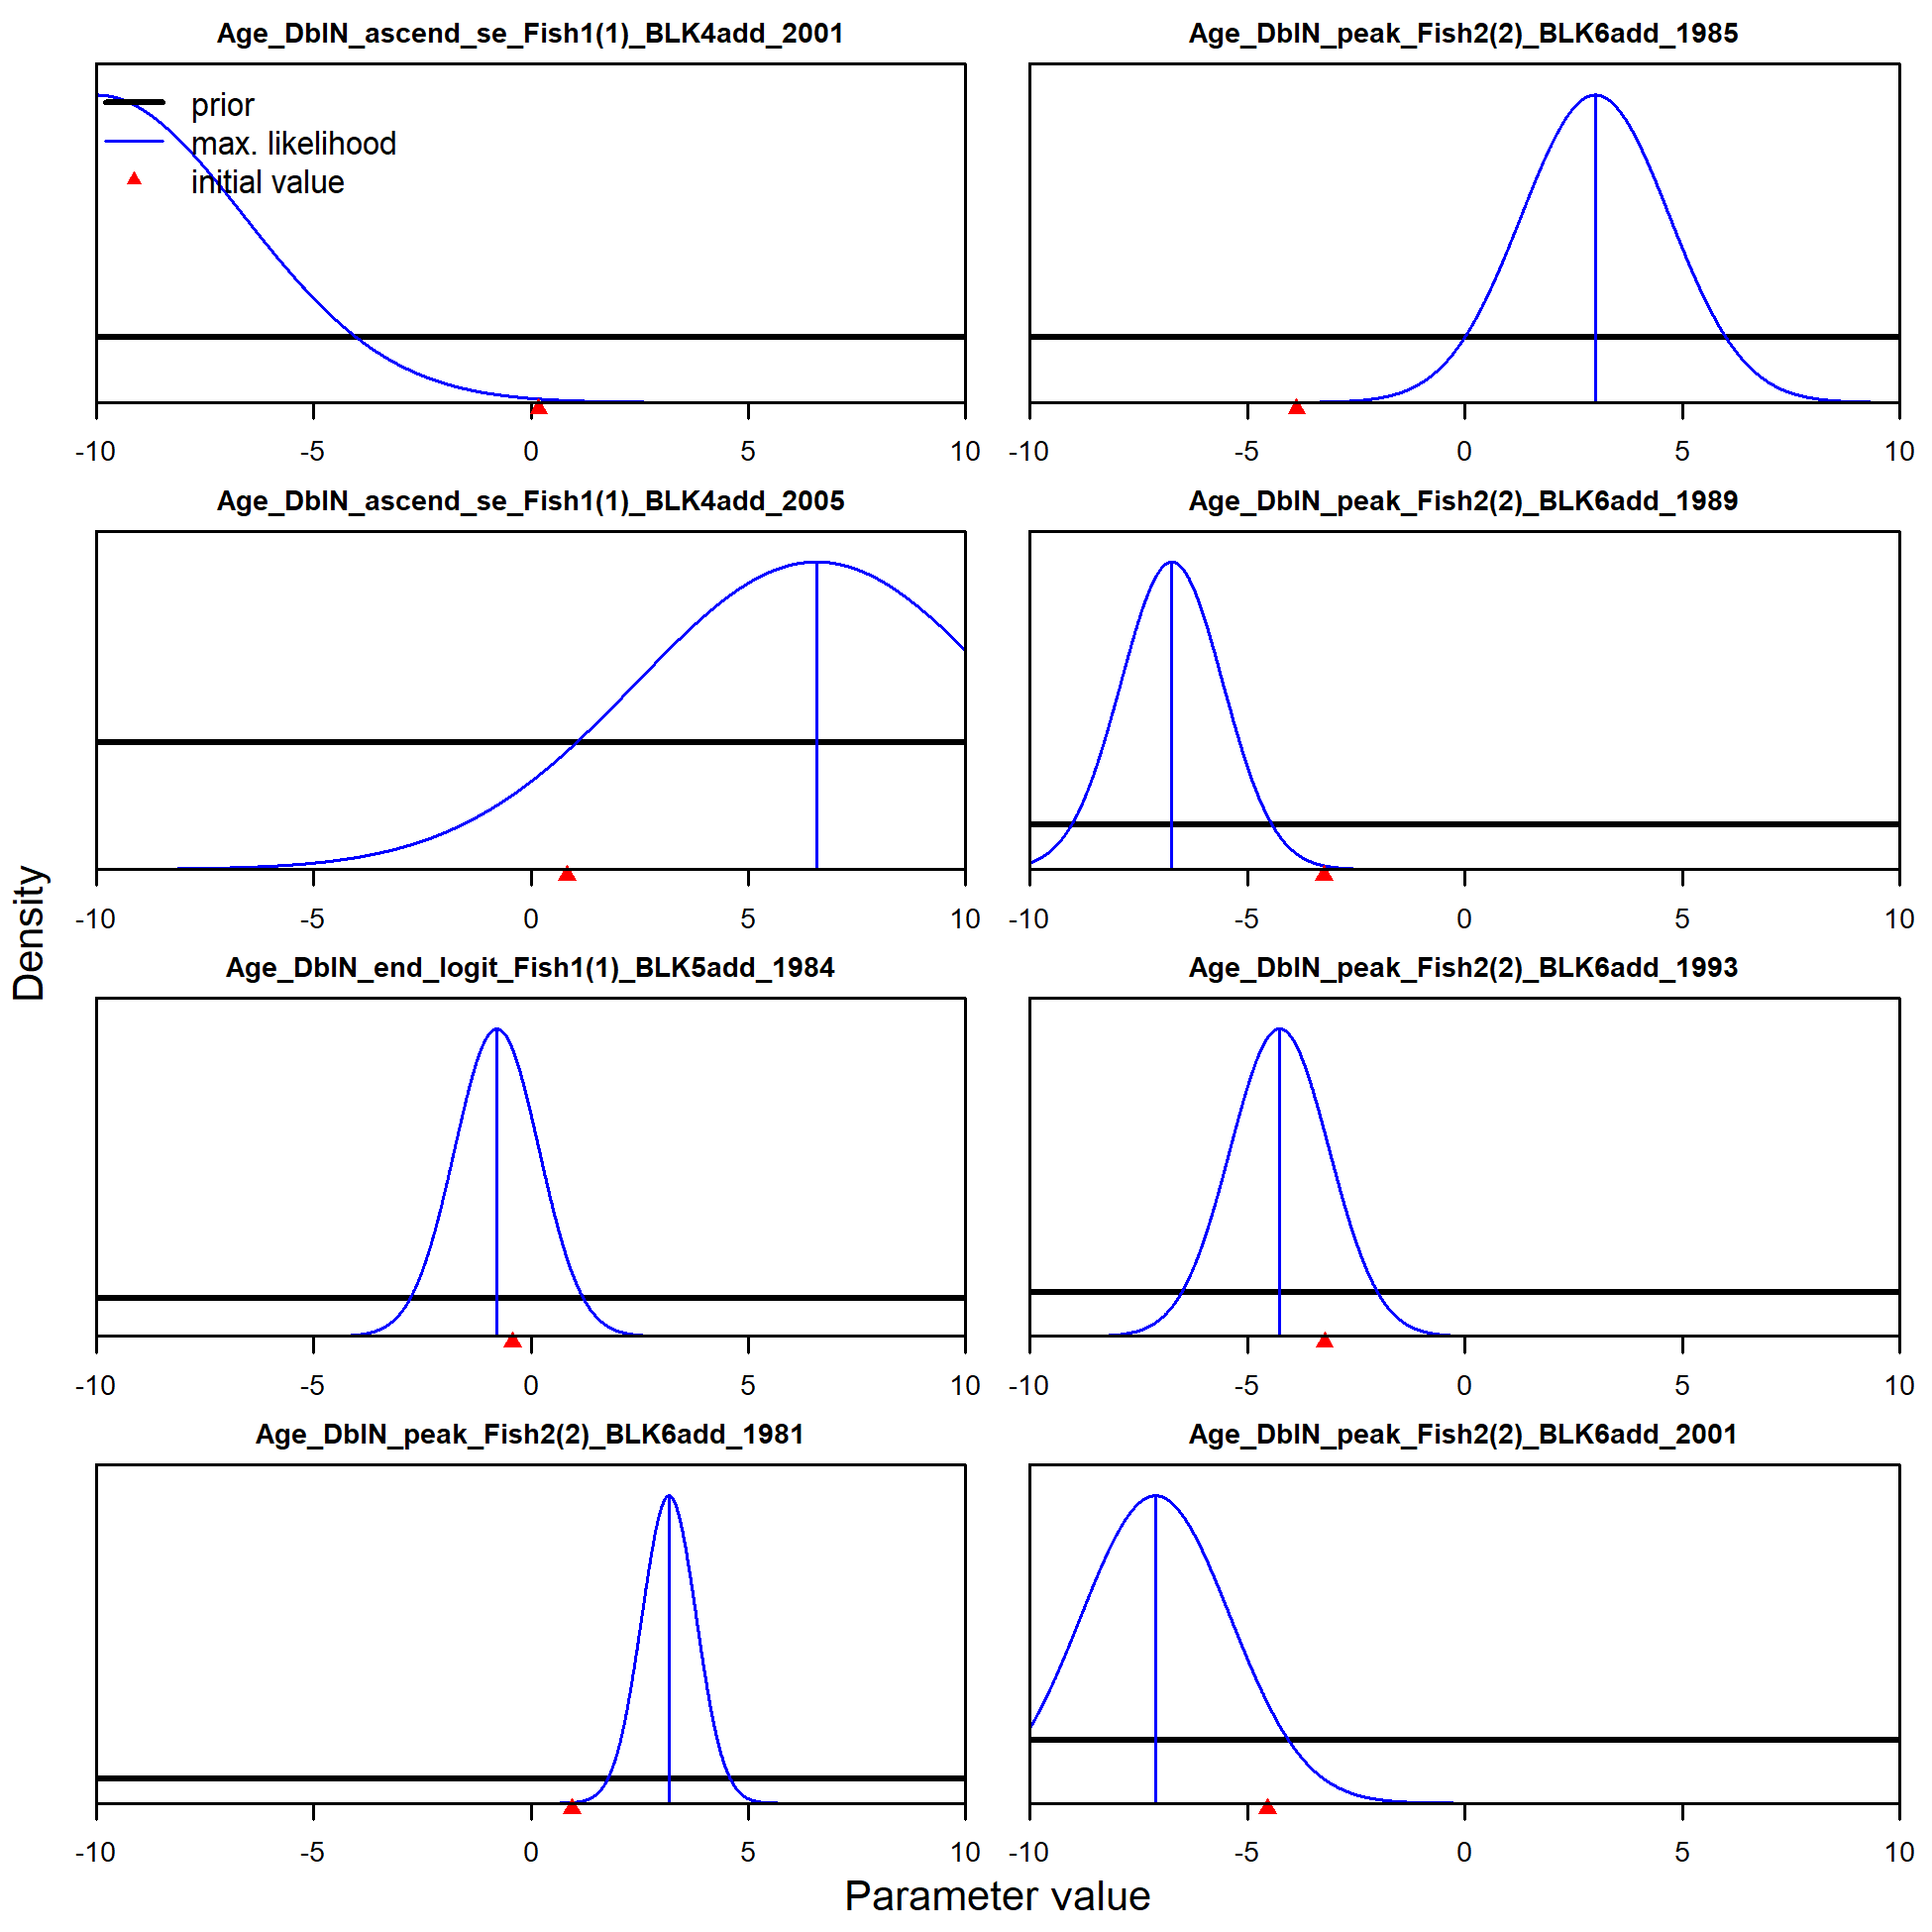 Age_DblN_ascend_se_Fish1(1)_BLK4add_2001
prior
max. likelihood
initial value
-10 -5 0 5 10
Age_DblN_peak_Fish2(2)_BLK6add_1985
-10 -5 0 5 10
Age_DblN_ascend_se_Fish1(1)_BLK4add_2005
-10 -5 0 5 10
Age_DblN_peak_Fish2(2)_BLK6add_1989
-10 -5 0 5 10
Age_DblN_end_logit_Fish1(1)_BLK5add_1984
-10 -5 0 5 10
Age_DblN_peak_Fish2(2)_BLK6add_1993
-10 -5 0 5 10
Age_DblN_peak_Fish2(2)_BLK6add_1981
-10 -5 0 5 10
Age_DblN_peak_Fish2(2)_BLK6add_2001
-10 -5 0 5 10
Density
Parameter value